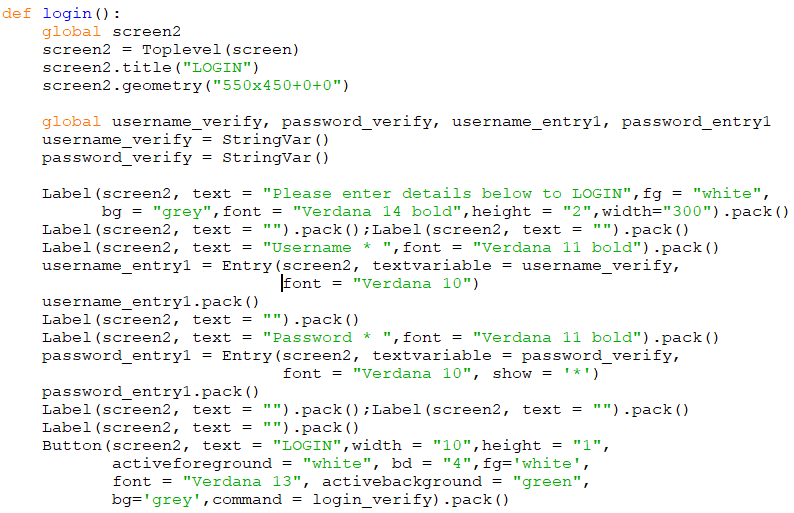 def login():
    global screen2
    screen2 = Toplevel(screen)
    screen2.title("LOGIN")
    screen2.geometry("550x450+0+0")

    global username_verify, password_verify, username_entry1, password_entry1
    username_verify = StringVar()
    password_verify = StringVar()

    Label(screen2, text = "Please enter details below to LOGIN",fg = "white",
          bg = "grey",font = "Verdana 14 bold",height = "2",width="300").pack()
    Label(screen2, text = "").pack();Label(screen2, text = "").pack()
    Label(screen2, text = "Username * ",font = "Verdana 11 bold").pack()
    username_entry1 = Entry(screen2, textvariable = username_verify,
                            font = "Verdana 10")
    username_entry1.pack()
    Label(screen2, text = "").pack()
    Label(screen2, text = "Password * ",font = "Verdana 11 bold").pack()
    password_entry1 = Entry(screen2, textvariable = password_verify,
                            font = "Verdana 10", show = '*')
    password_entry1.pack()
    Label(screen2, text = "").pack();Label(screen2, text = "").pack()
    Label(screen2, text = "").pack()
    Button(screen2, text = "LOGIN",width = "10",height = "1",
           activeforeground = "white", bd = "4",fg='white',
           font = "Verdana 13", activebackground = "green",
           bg='grey',command = login_verify).pack()